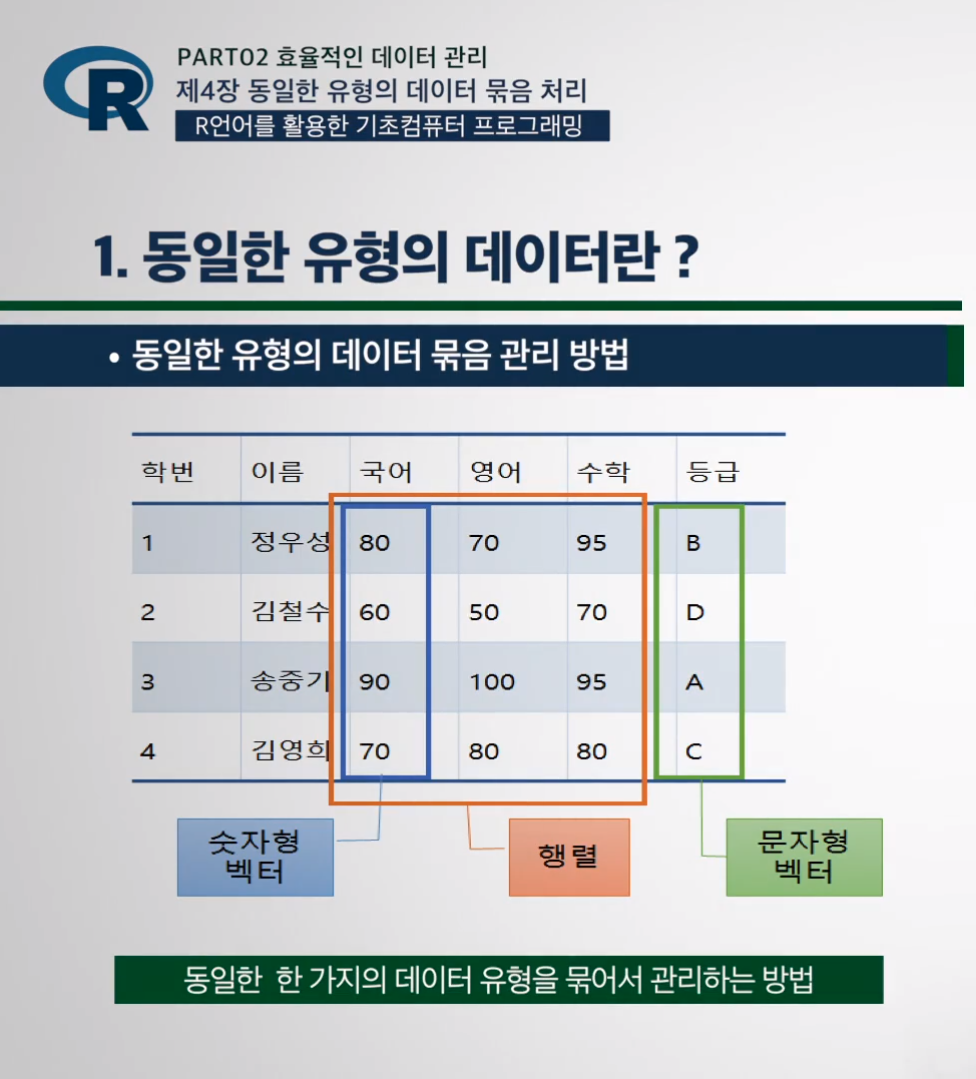 R
PART02 효율적인 데이터 관리
제4장 동일한 유형의 데이터 묶음 처리
R언어를 활용한 기초컴퓨터 프로그래밍
1. 동일한 유형의 데이터란 ?
• 동일한 유형의 데이터 묶음 관리 방법
학번 이름 국어 영어 수학 등급
1 정우성 80 70 95 B
2 김철수 60 50 70 D
3 송중기 90 100 95 A
4 김영희 70 80 80 C
숫자형
벡터
행렬
문자형
벡터
동일한 한 가지의 데이터 유형을 묶어서 관리하는 방법